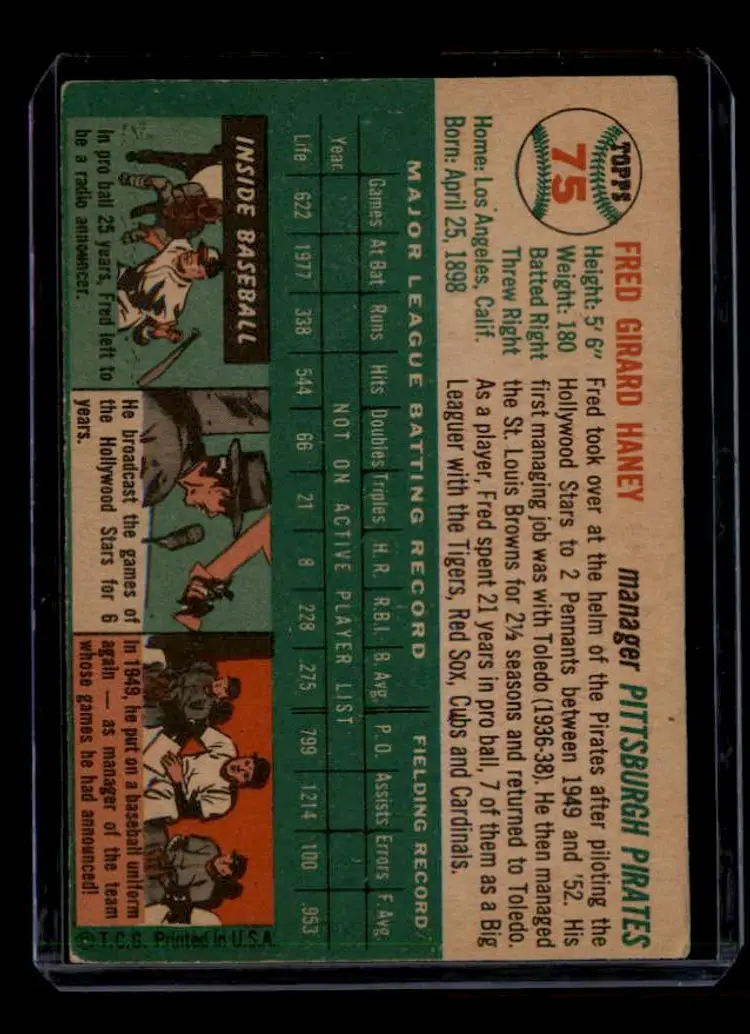 TOPPS
75
FRED GIRARD HANEY manager PITTSBURGH PIRATES
Height: 5' 6"
Weight: 180
Batted Right
Threw Right
Home: Los Angeles, Calif.
Born: April 25, 1898
Fred took over at the helm of the Pirates after piloting the
Hollywood Stars to 2 Pennants between 1949 and '52. His
first managing job was with Toledo (1936-38). He then managed
the St. Louis Browns for 2½ seasons and returned to Toledo.
As a player, Fred spent 21 years in pro ball, 7 of them as a Big
Leaguer with the Tigers, Red Sox, Cubs and Cardinals.
MAJOR LEAGUE BATTING RECORD FIELDING RECORD
Games At Bat Runs Hits Doubles Triples H. R. R.B.I. B. Avg. P. O. Assists Errors F. Avg.
Year NOT ON ACTIVE PLAYER LIST
Life 622 1977 338 544 66 21 8 228 .275 799 1214 100 .953
INSIDE BASEBALL
In pro ball 25 years, Fred left to
be a radio announcer.
He broadcast the games of
the Hollywood Stars for 6
years.
In 1949, he put on a baseball uniform
again — as manager of the team
whose games he had announced!
© T.C.G. Printed in U.S.A.